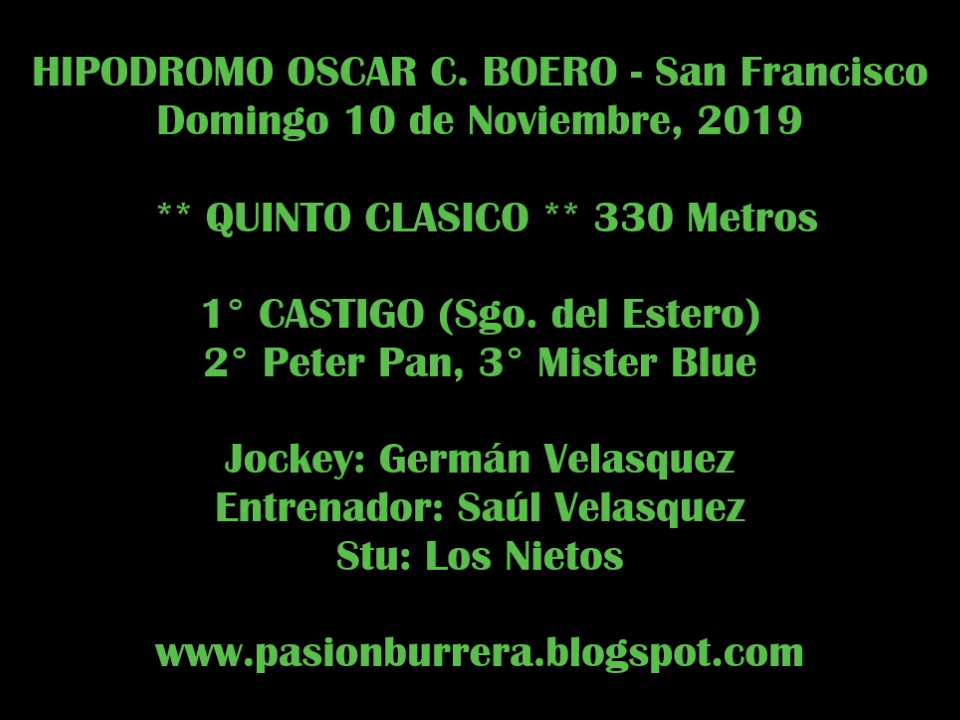 HIPODROMO OSCAR C. BOERO - San Francisco
Domingo 10 de Noviembre, 2019
** QUINTO CLASICO ** 330 Metros
1° CASTIGO (Sgo. del Estero)
2° Peter Pan, 3° Mister Blue
Jockey: Germán Velasquez
Entrenador: Saúl Velasquez
Stu: Los Nietos
www.pasionburrera.blogspot.com